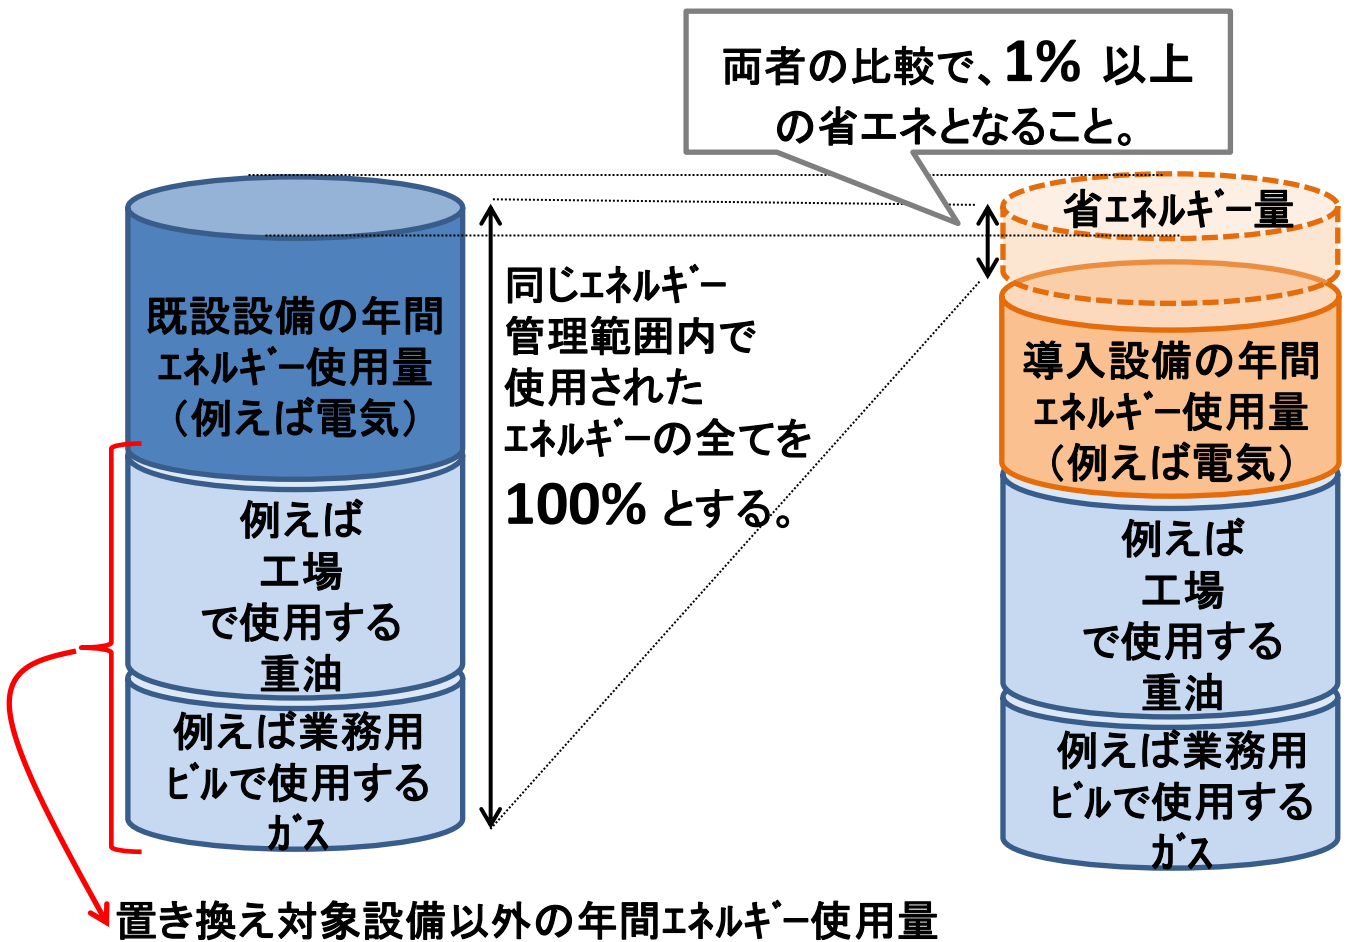 両者の比較で、1% 以上
の省エネとなること。
既設設備の年間
ｴﾈﾙｷﾞｰ使用量
（例えば電気）
例えば
工場
で使用する
重油
例えば業務用
ﾋﾞﾙで使用する
ｶﾞｽ
同じｴﾈﾙｷﾞｰ
管理範囲内で
使用された
ｴﾈﾙｷﾞｰの全てを
100% とする。
省ｴﾈﾙｷﾞｰ量
導入設備の年間
ｴﾈﾙｷﾞｰ使用量
（例えば電気）
例えば
工場
で使用する
重油
例えば業務用
ﾋﾞﾙで使用する
ｶﾞｽ
置き換え対象設備以外の年間ｴﾈﾙｷﾞｰ使用量